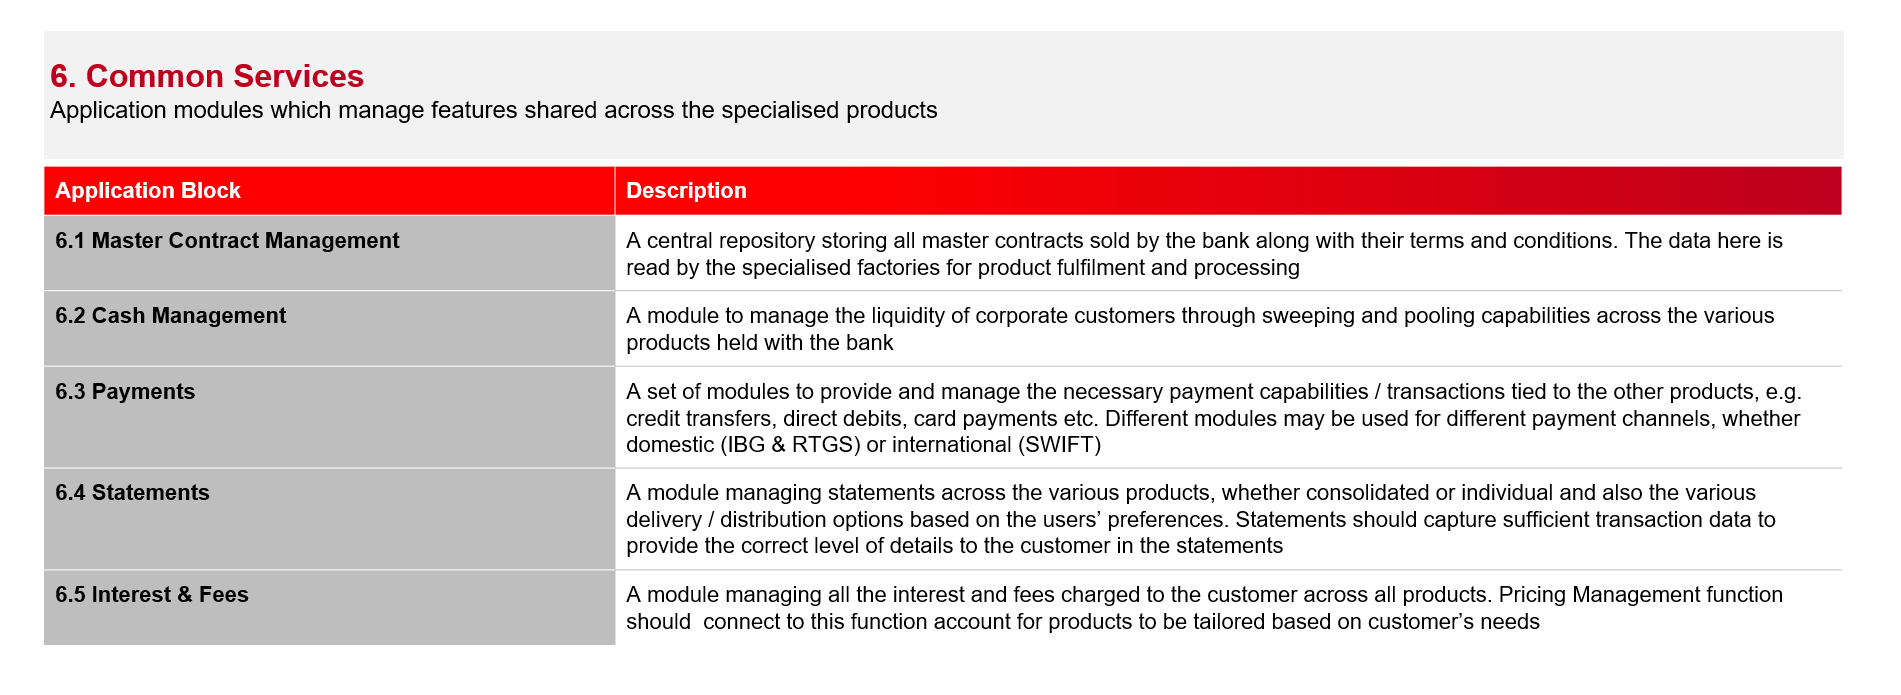 6. Common Services
Application modules which manage features shared across the specialised products
Application Block
Description
6.1 Master Contract Management
A central repository storing all master contracts sold by the bank along with their terms and conditions. The data here is
read by the specialised factories for product fulfilment and processing
6.2 Cash Management
A module to manage the liquidity of corporate customers through sweeping and pooling capabilities across the various
products held with the bank
6.3 Payments
A set of modules to provide and manage the necessary payment capabilities / transactions tied to the other products, e.g.
credit transfers, direct debits, card payments etc. Different modules may be used for different payment channels, whether
domestic (IBG & RTGS) or international (SWIFT)
6.4 Statements
A module managing statements across the various products, whether consolidated or individual and also the various
delivery / distribution options based on the users’ preferences. Statements should capture sufficient transaction data to
provide the correct level of details to the customer in the statements
6.5 Interest & Fees
A module managing all the interest and fees charged to the customer across all products. Pricing Management function
should  connect to this function account for products to be tailored based on customer’s needs